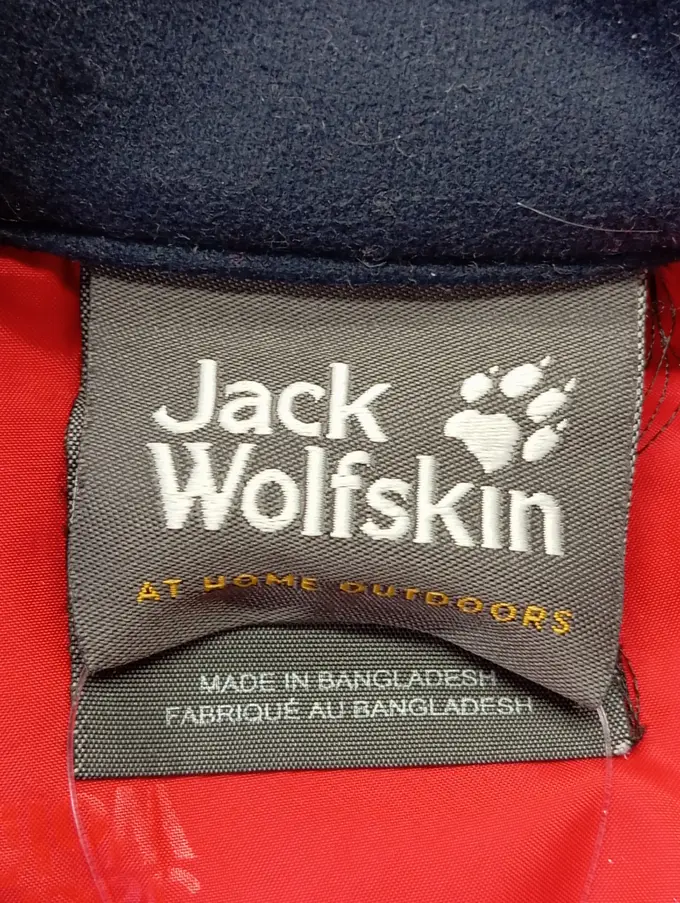 Jack
Wolfskin
AT HOME OUTDOORS
MADE IN BANGLADESH
FABRIQUÉ AU BANGLADESH